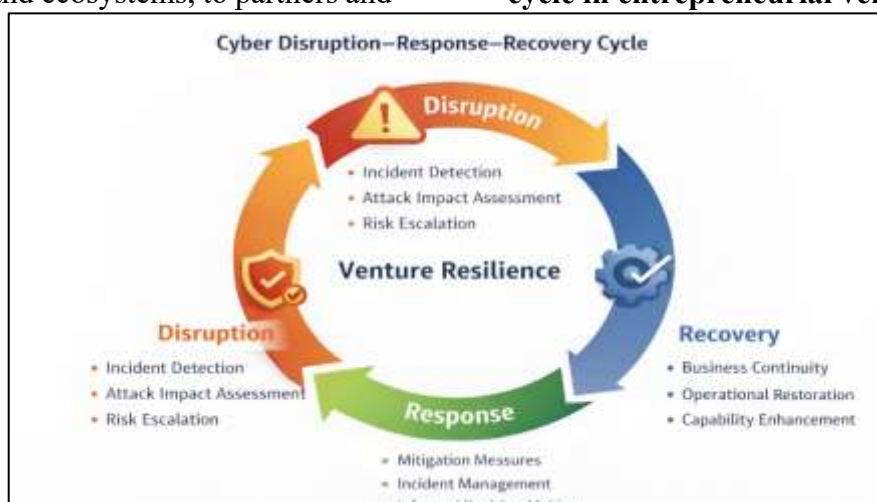 and ecosystems, to partners and
cycle in entrepreneurial
Cyber Disruption–Response–Recovery Cycle
Disruption
• Incident Detection
• Attack Impact Assessment
• Risk Escalation
Venture Resilience
Disruption
• Incident Detection
• Attack Impact Assessment
• Risk Escalation
Recovery
• Business Continuity
• Operational Restoration
• Capability Enhancement
Response
• Mitigation Measures
• Incident Management